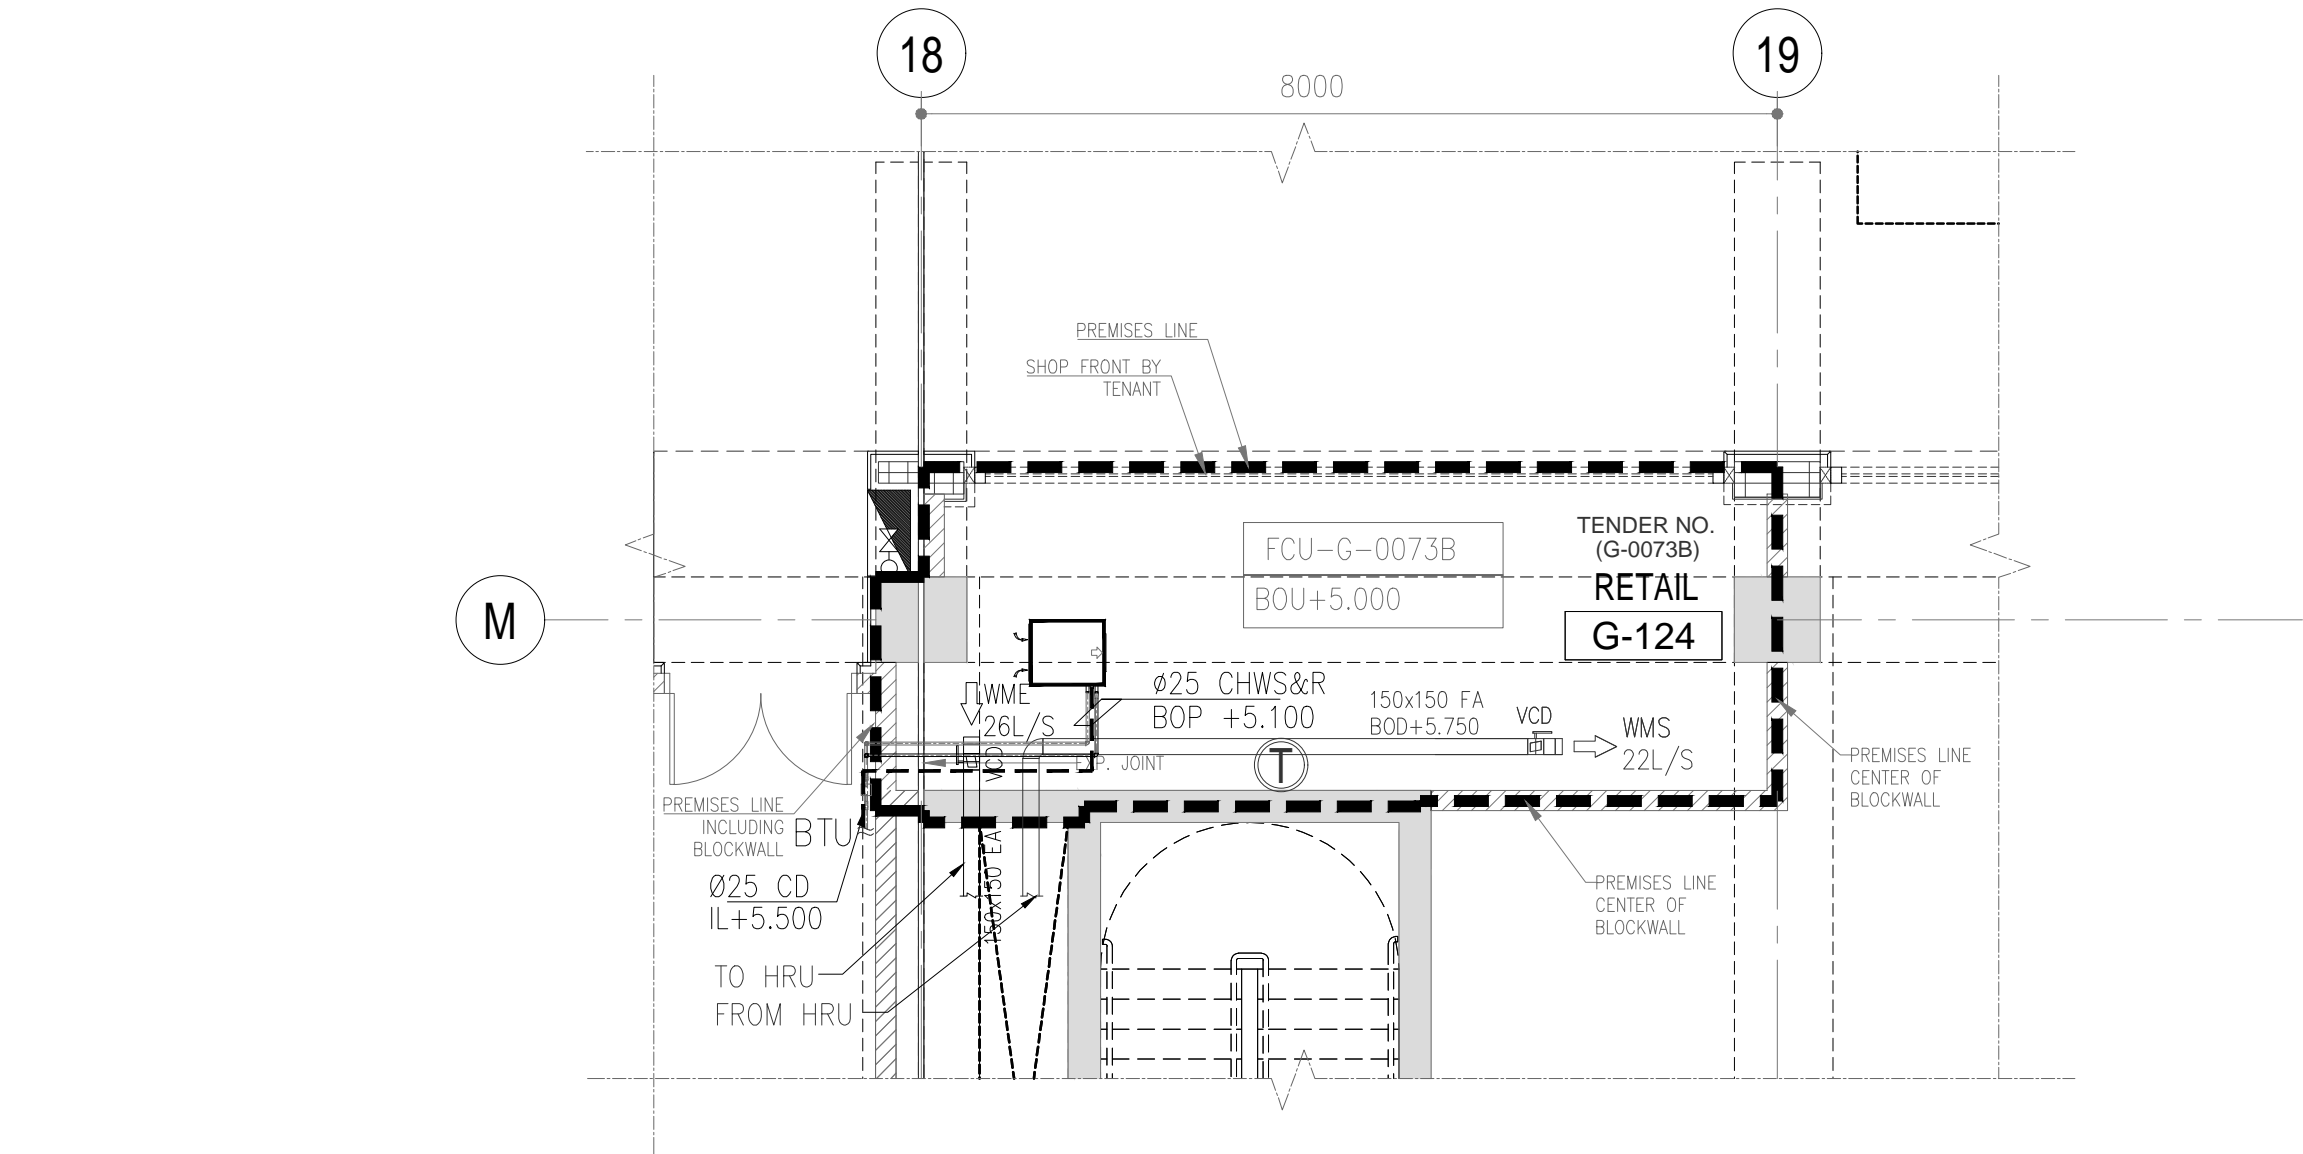 18
19
8000
PREMISES LINE
SHOP FRONT BY
TENANT
TENDER NO.
(G-0073B)
RETAIL
G-124
FCU-G-0073B
BOU+5.000
M
WME
26L/S
VCD
Ø25 CHWS&R
BOP +5.100
150x150 FA
BOD+5.750
VCD
WMS
22L/S
EXP. JOINT
T
PREMISES LINE
CENTER OF
BLOCKWALL
PREMISES LINE
INCLUDING
BLOCKWALL
BTU
150x150 EA
Ø25 CD
IL+5.500
PREMISES LINE
CENTER OF
BLOCKWALL
TO HRU
FROM HRU